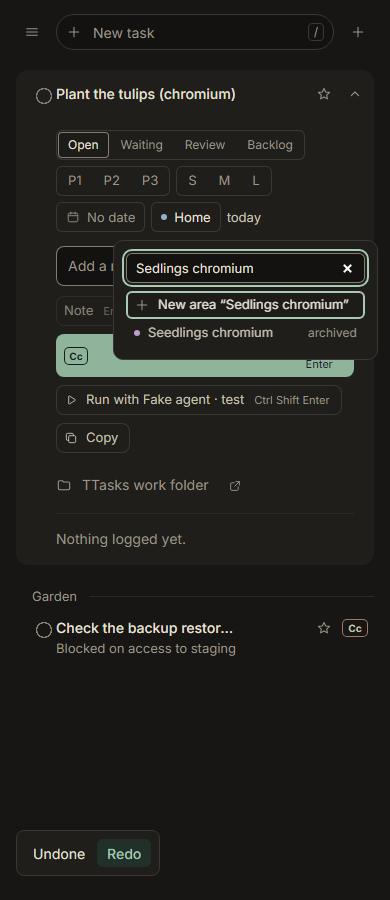 New task /
Plant the tulips (chromium)
Open Waiting Review Backlog
P1 P2 P3 S M L
No date Home today
Add a
Sedlings chromium
New area “Sedlings chromium”
Note
Seedlings chromium archived
Cc
Enter
Run with Fake agent · test Ctrl Shift Enter
Copy
TTasks work folder
Nothing logged yet.
Garden
Check the backup restor... Cc
Blocked on access to staging
Undone Redo